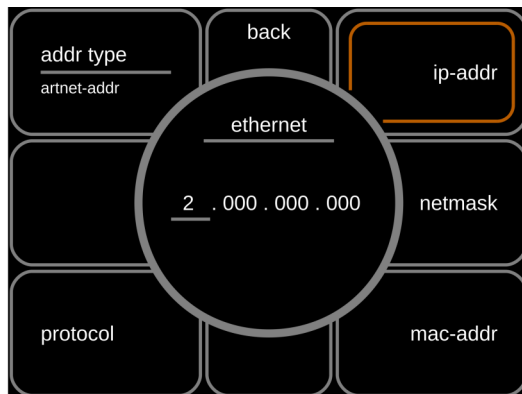 back
addr type
artnet-addr
ip-addr
ethernet
2 . 000 . 000 . 000
netmask
protocol
mac-addr